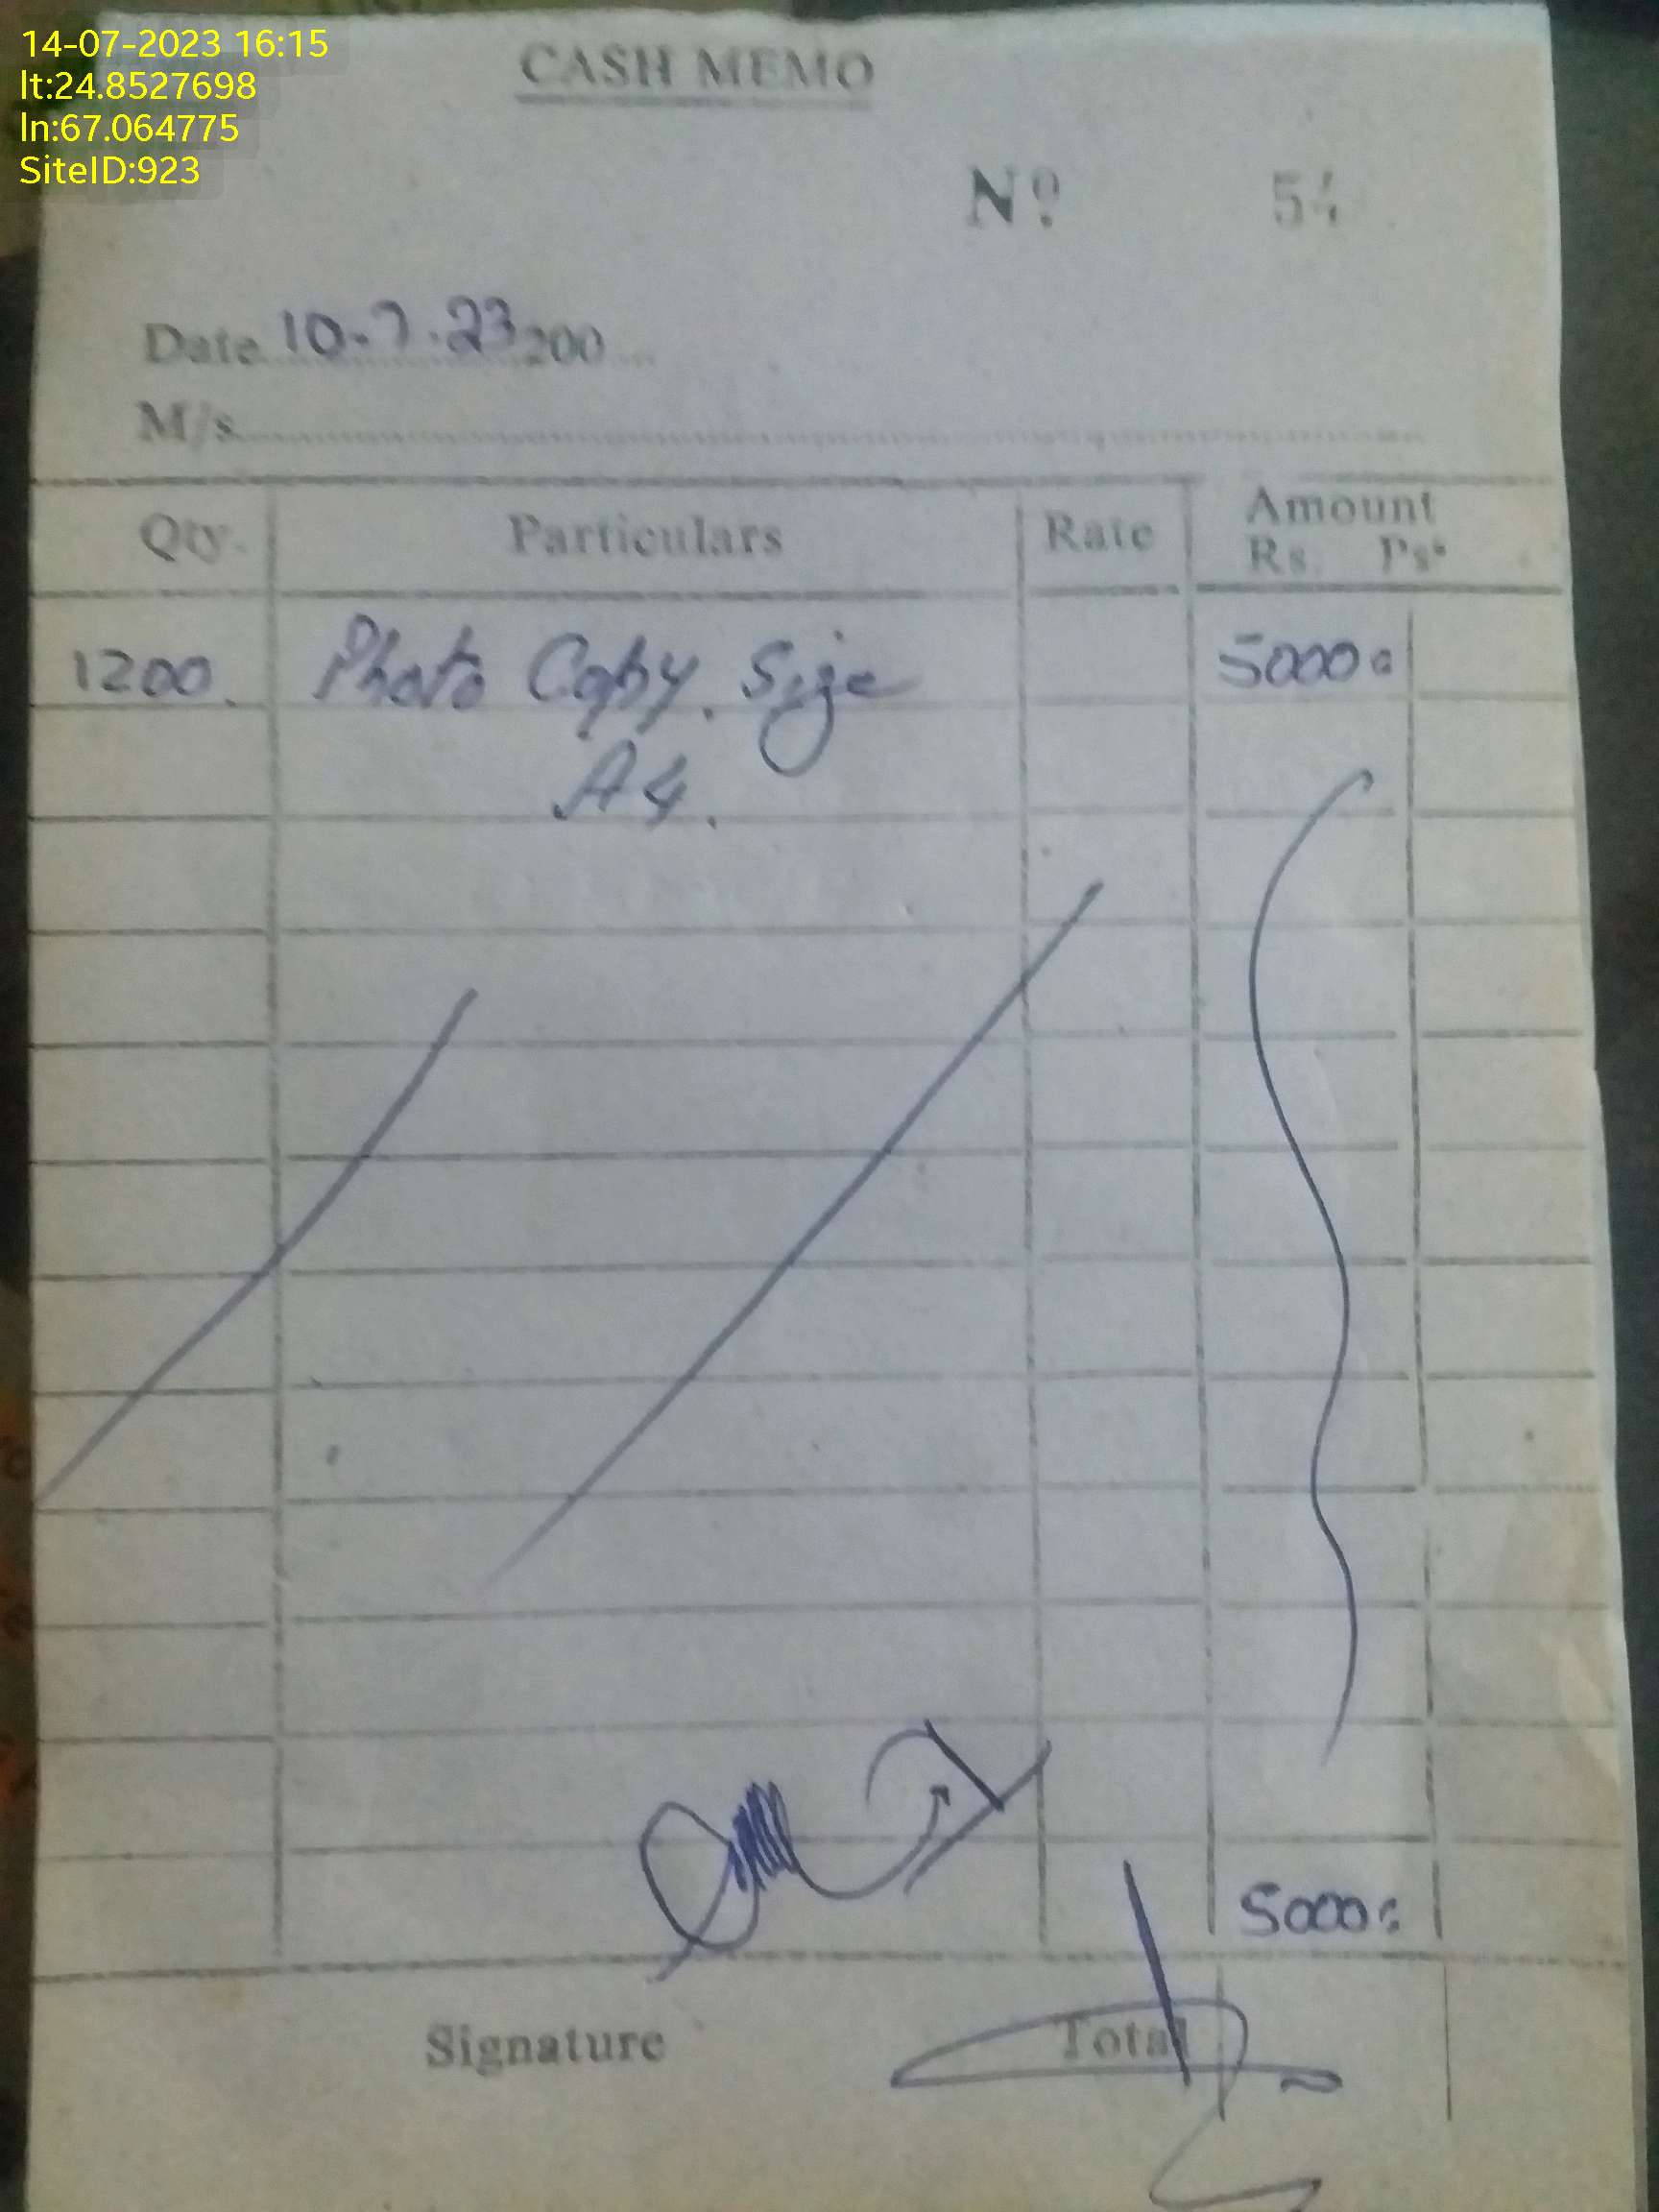 14-07-2023 16:15
lt:24.8527698
ln:67.064775
SiteID:923
CASH MEMO
Nº 54
Date 10.7.23 200
M/s
Qty. Particulars Rate Amount
Rs. Ps.
1200. Photo Copy. Size 5000=
A4.
5000=
Signature Total